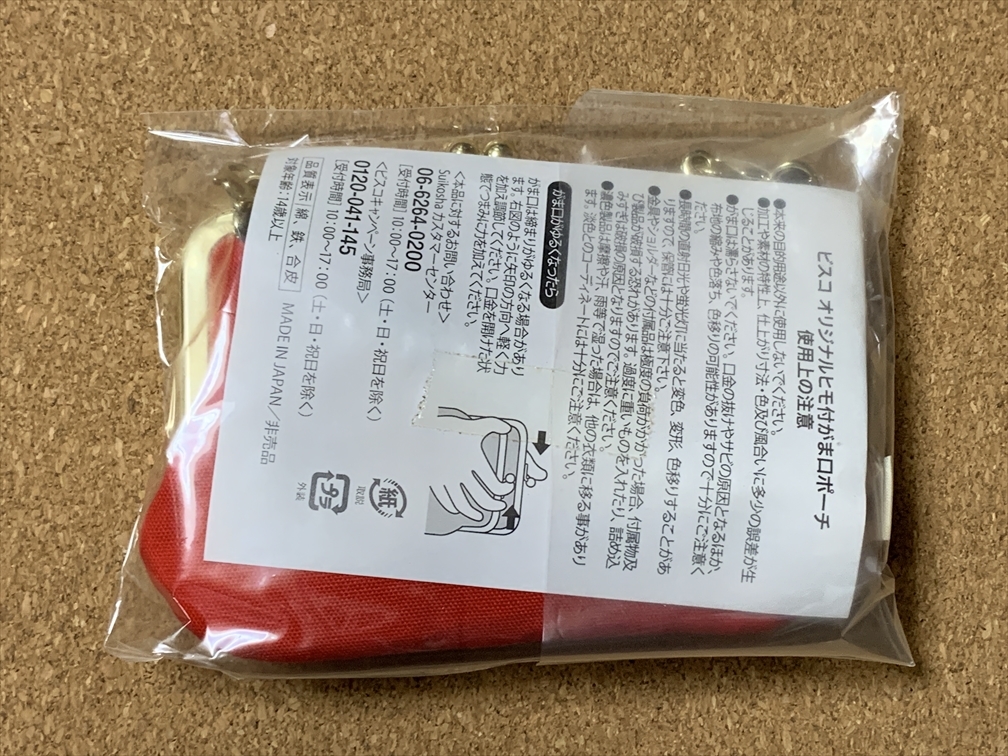 ビスコ オリジナルヒモ付がま口ポーチ
使用上の注意
●本来の目的用途以外に使用しないでください。
●加工や素材の特性上、仕上がり寸法・色及び風合いに多少の誤差が生
じることがあります。
●がま口は濡らさないでください。口金の抜けやサビの原因となるほか、
布地の縮みや色落ち、色移りの可能性がありますので十分にご注意く
ださい。
●長時間の直射日光や蛍光灯に当たると変色、変形、色移りすることがあ
りますので、保管には十分ご注意下さい。
●金具やショルダーなどの付属品は極度の負荷がかかった場合、付属物及
び製品が破損する恐れがあります。過度に重いものを入れたり、詰め込
みすぎは破損の原因となりますのでご注意ください。
●濃色製品は摩擦や汗、雨等で湿った場合は、他の衣類に移る事があり
ます。淡色とのコーディネートには十分にご注意ください。
がま口がゆるくなったら
がま口は締まりがゆるくなる場合があり
ます。右図のように矢印の方向へ軽く力
を加え調節してください。口金を開けた状
態でつまみに力を加えてください。
<本品に対するお問い合わせ>
Suikoha カスタマーセンター
06-6264-0200
[受付時間] 10:00～17:00 (土・日・祝日を除く)
<ビスコキャンペーン事務局>
0120-041-145
[受付時間] 10:00～17:00 (土・日・祝日を除く)
品質表示 綿、鉄、合皮
対象年齢:14歳以上
MADE IN JAPAN／非売品
紙
取説
プラ
外装